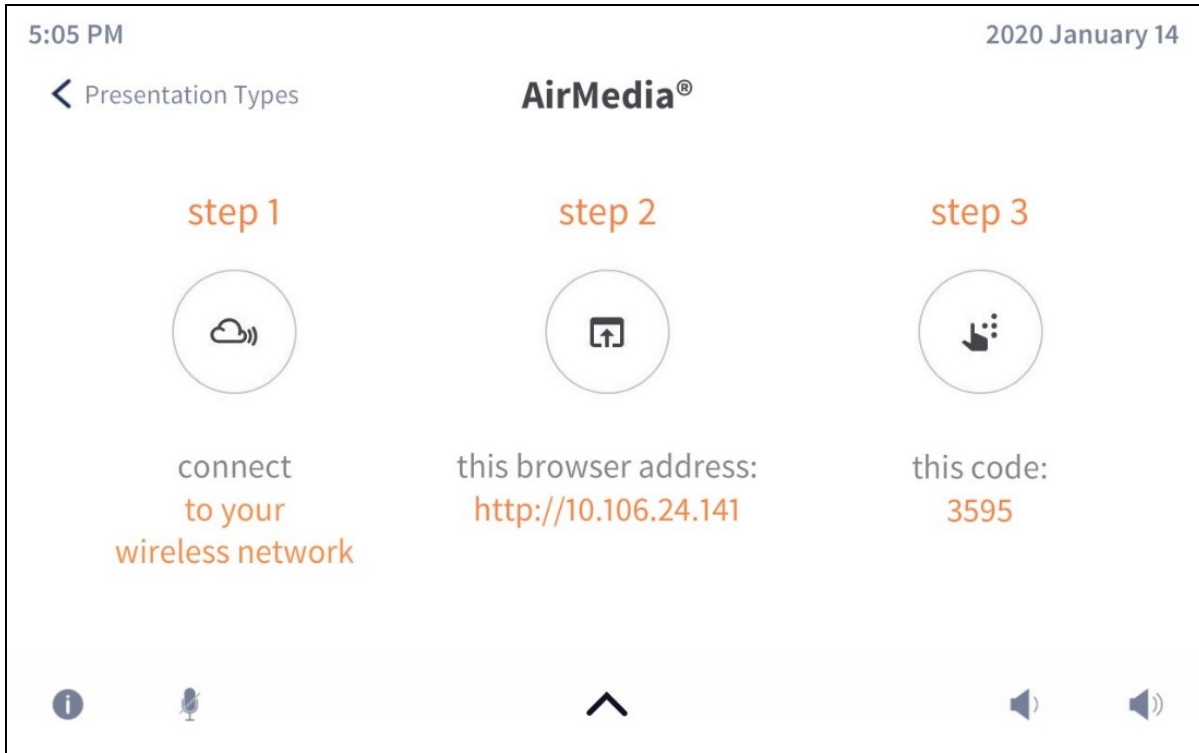 5:05 PM
2020 January 14
Presentation Types
AirMedia®
step 1
step 2
step 3
connect
to your
wireless network
this browser address:
http://10.106.24.141
this code:
3595